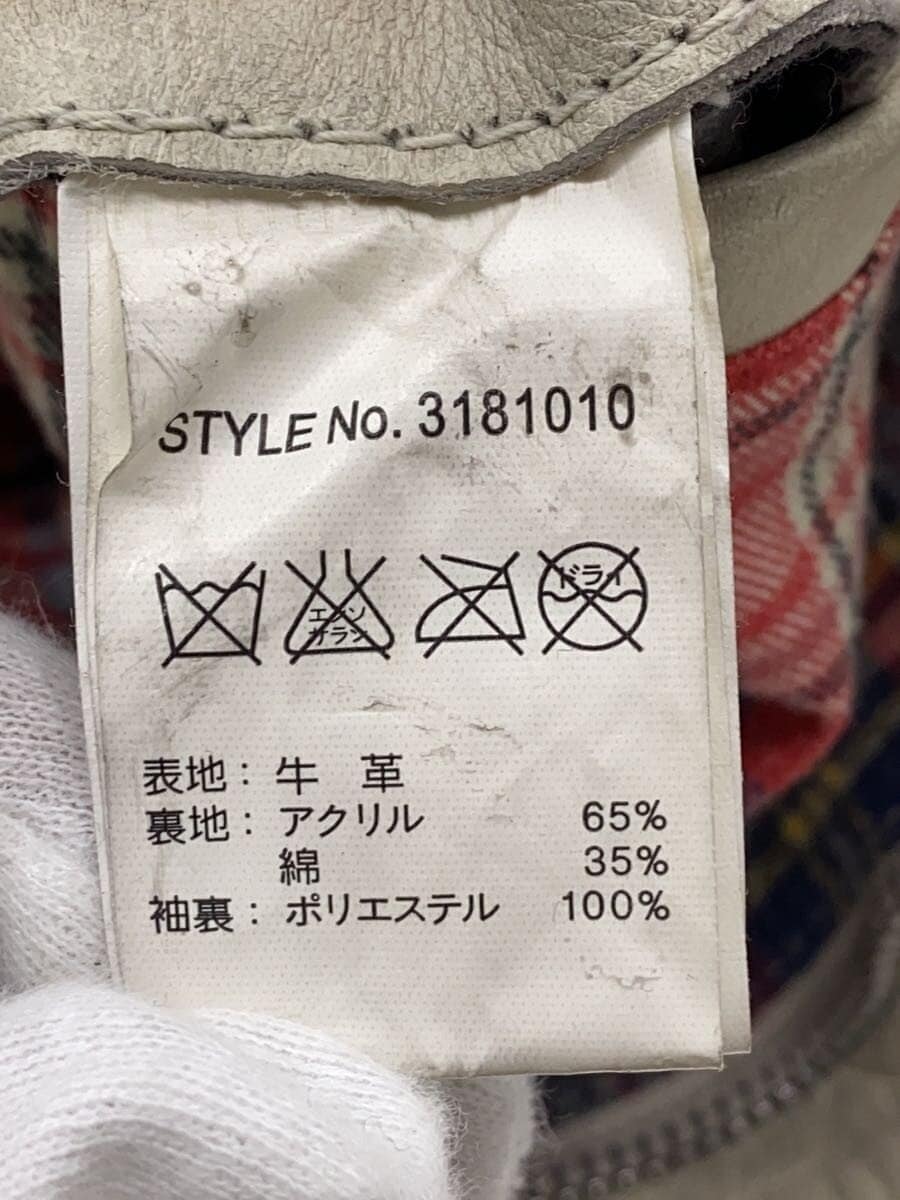 STYLE No. 3181010
エンソ
サラシ
ドライ
表地: 牛 革
裏地: アクリル 65%
綿 35%
袖裏: ポリエステル 100%